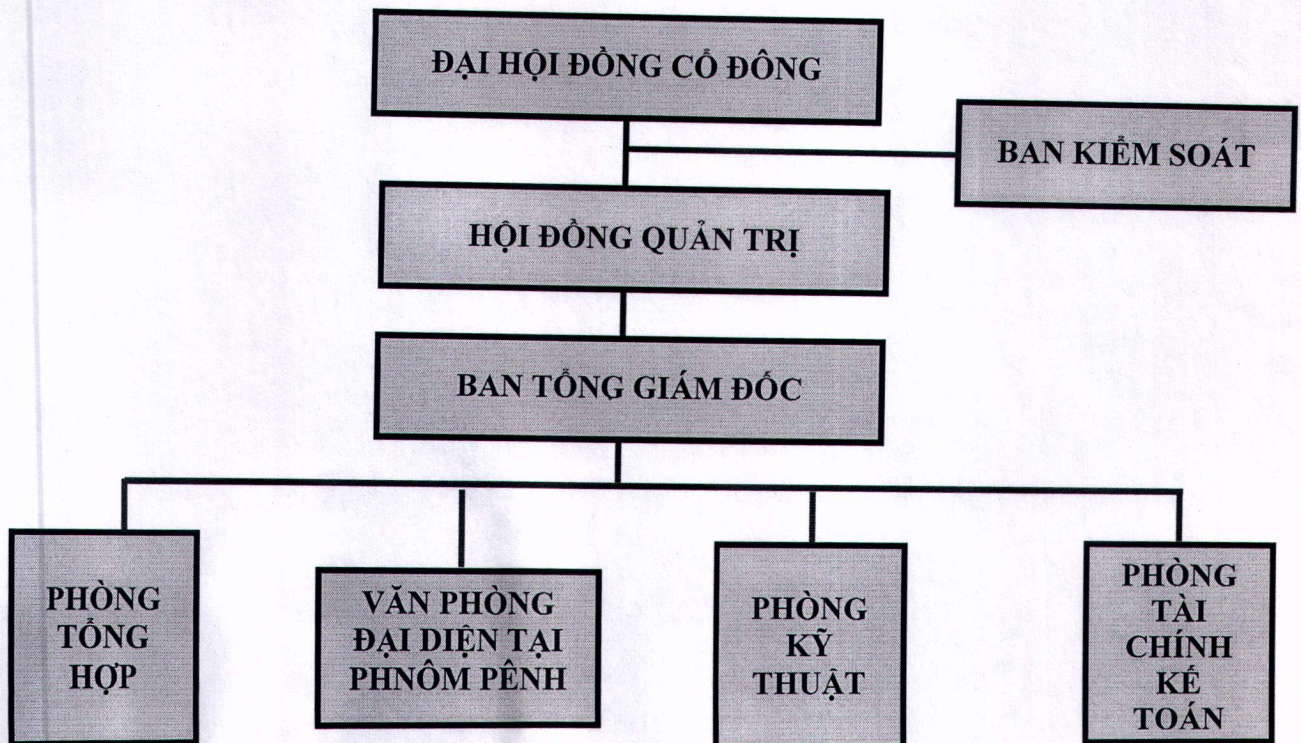 ĐẠI HỘI ĐỒNG CỔ ĐÔNG
BAN KIỂM SOÁT
HỘI ĐỒNG QUẢN TRỊ
BAN TỔNG GIÁM ĐỐC
PHÒNG
TỔNG
HỢP
VĂN PHÒNG
ĐẠI DIỆN TẠI
PHNÔM PÊNH
PHÒNG
KỸ
THUẬT
PHÒNG
TÀI
CHÍNH
KẾ
TOÁN